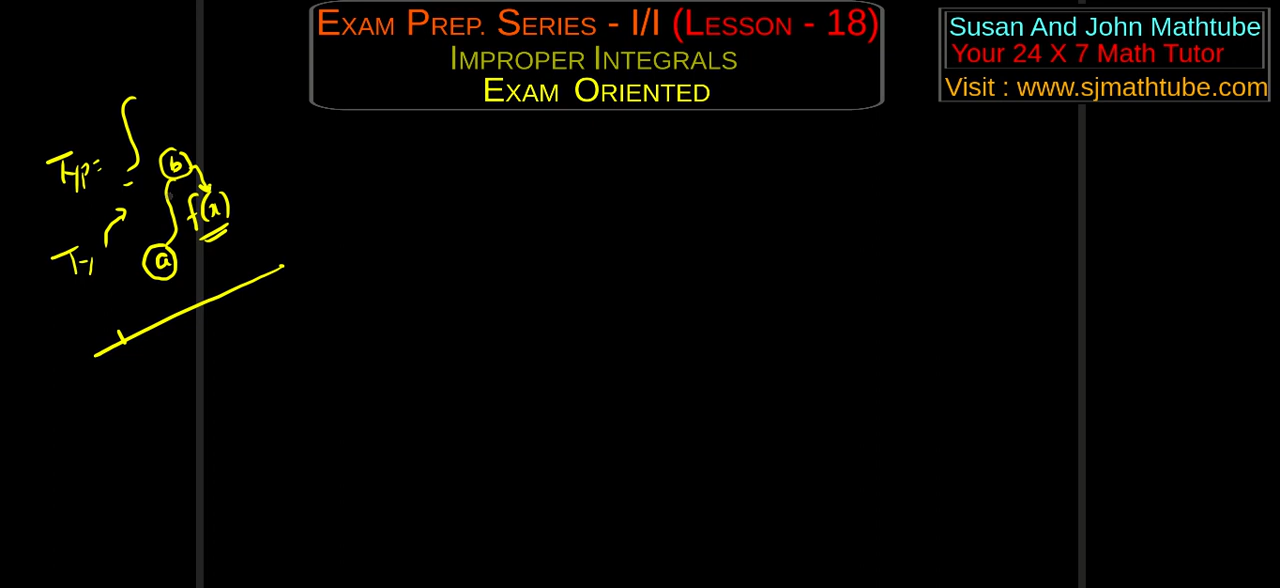 Exam Prep. Series - I/I (Lesson - 18)
Improper Integrals
Exam Oriented
Susan And John Mathtube
Your 24 X 7 Math Tutor
Visit : www.sjmathtube.com
∫
b
∫ f(x)
a
T-1